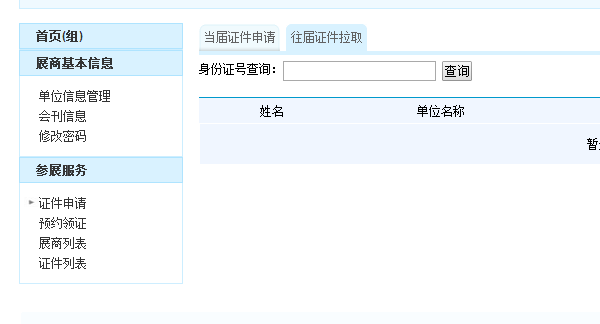 首页(组)
展商基本信息
单位信息管理
会刊信息
修改密码
参展服务
证件申请
预约领证
展商列表
证件列表
当届证件申请 往届证件拉取
身份证号查询： 查询
姓名 单位名称
暂